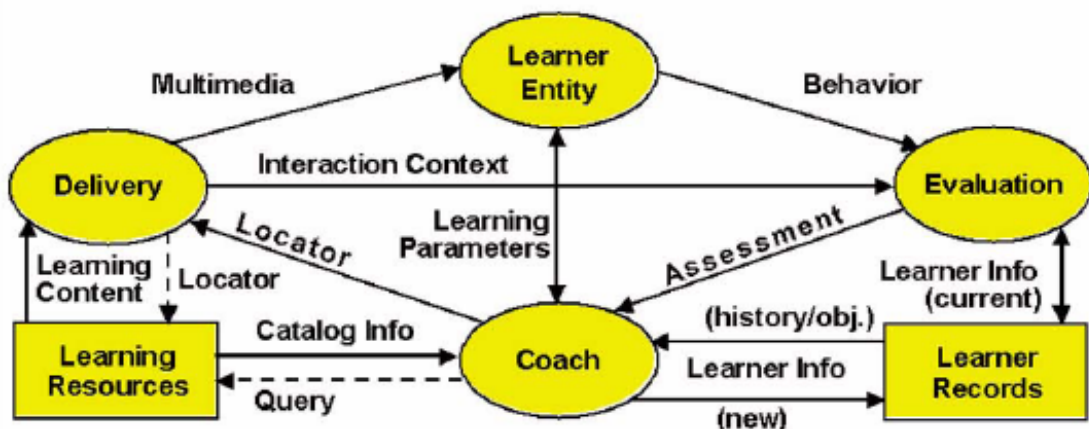 Learner
Entity
Multimedia
Behavior
Delivery
Interaction Context
Evaluation
Learning
Parameters
Locator
Assessment
Learning
Content
Locator
Learner Info
(current)
Learning
Resources
Catalog Info
Query
Coach
(history/obj.)
Learner Info
(new)
Learner
Records